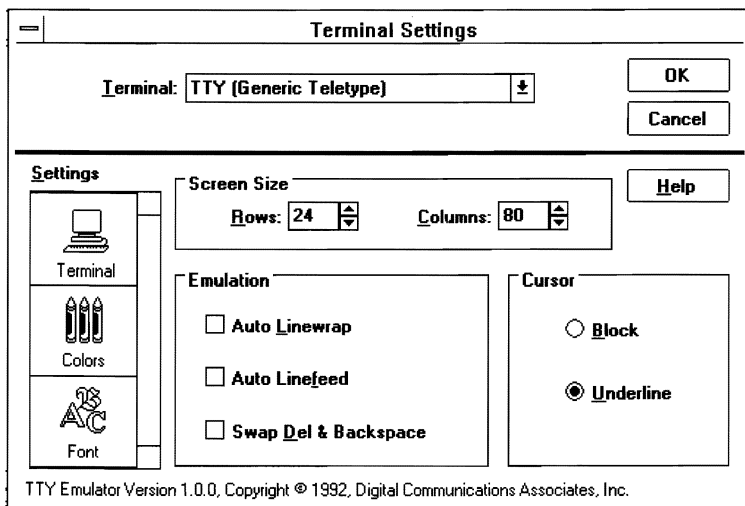 Terminal Settings
Terminal: TTY (Generic Teletype)
OK
Cancel
Settings
Terminal
Colors
Font
Screen Size
Rows: 24 Columns: 80
Help
Emulation
Auto Linewrap
Auto Linefeed
Swap Del & Backspace
Cursor
Block
Underline
TTY Emulator Version 1.0.0, Copyright © 1992, Digital Communications Associates, Inc.